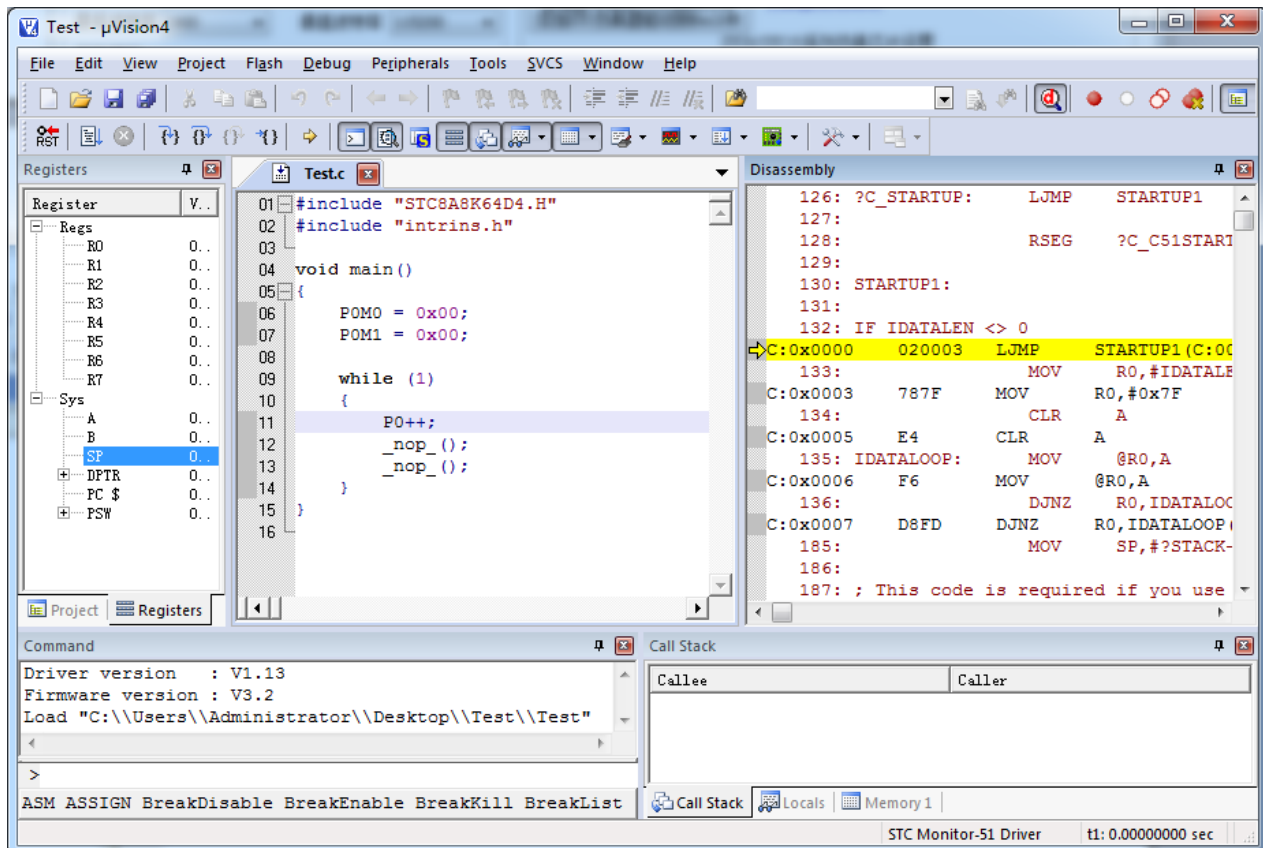 Test - µVision4
File Edit View Project Flash Debug Peripherals Tools SVCS Window Help
RST
Registers
Register V..
Regs
R0 0..
R1 0..
R2 0..
R3 0..
R4 0..
R5 0..
R6 0..
R7 0..
Sys
A 0..
B 0..
SP 0..
DPTR 0..
PC $ 0..
PSW 0..
Project Registers
Test.c
01 #include "STC8A8K64D4.H"
02 #include "intrins.h"
03
04 void main()
05 {
06 P0M0 = 0x00;
07 P0M1 = 0x00;
08
09 while (1)
10 {
11 P0++;
12 _nop_();
13 _nop_();
14 }
15 }
16
Disassembly
126: ?C_STARTUP: LJMP STARTUP1
127:
128: RSEG ?C_C51START
129:
130: STARTUP1:
131:
132: IF IDATALEN <> 0
C:0x0000 020003 LJMP STARTUP1(C:00
133: MOV R0,#IDATALE
C:0x0003 787F MOV R0,#0x7F
134: CLR A
C:0x0005 E4 CLR A
135: IDATALOOP: MOV @R0,A
C:0x0006 F6 MOV @R0,A
136: DJNZ R0,IDATALOO
C:0x0007 D8FD DJNZ R0,IDATALOOP(
185: MOV SP,#?STACK-
186:
187: ; This code is required if you use
Command
Driver version : V1.13
Firmware version : V3.2
Load "C:\\Users\\Administrator\\Desktop\\Test\\Test"
>
ASM ASSIGN BreakDisable BreakEnable BreakKill BreakList
Call Stack
Callee Caller
Call Stack Locals Memory 1
STC Monitor-51 Driver t1: 0.00000000 sec